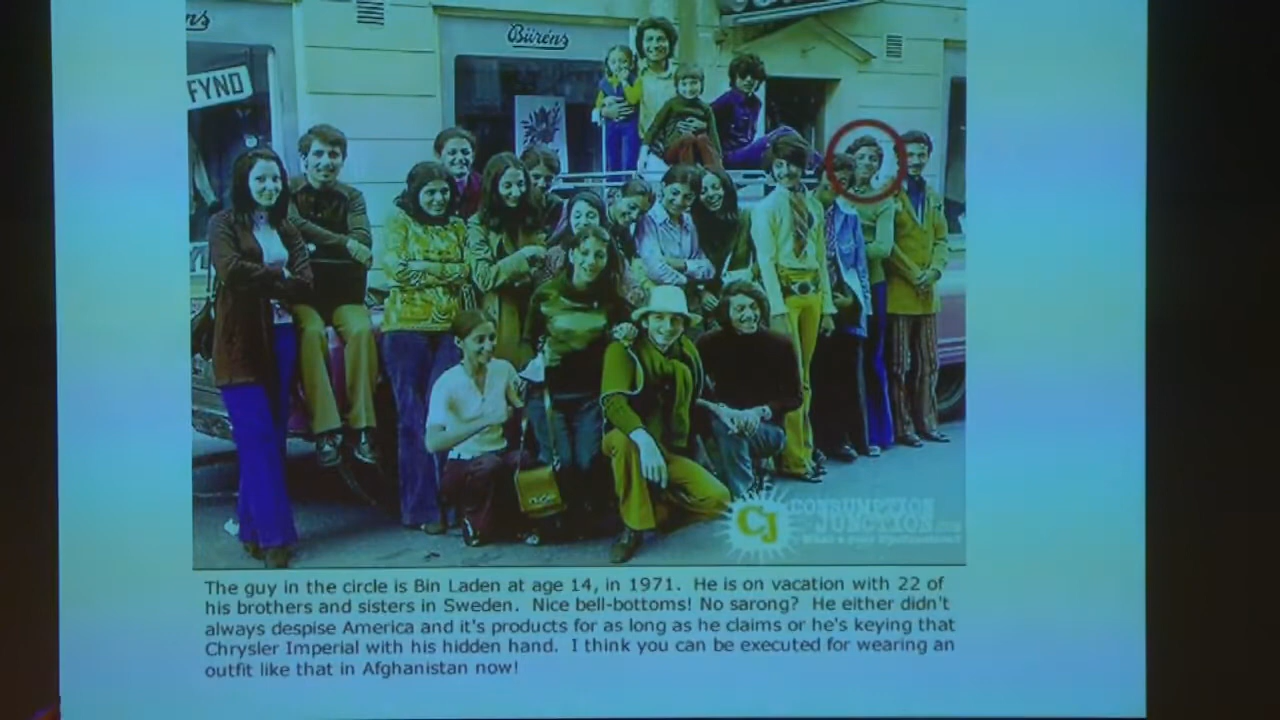 ns
Büréns
FYND
CJ
CONSUMPTION
JUNCTION
The guy in the circle is Bin Laden at age 14, in 1971. He is on vacation with 22 of
his brothers and sisters in Sweden. Nice bell-bottoms! No sarong? He either didn't
always despise America and it's products for as long as he claims or he's keying that
Chrysler Imperial with his hidden hand. I think you can be executed for wearing an
outfit like that in Afghanistan now!